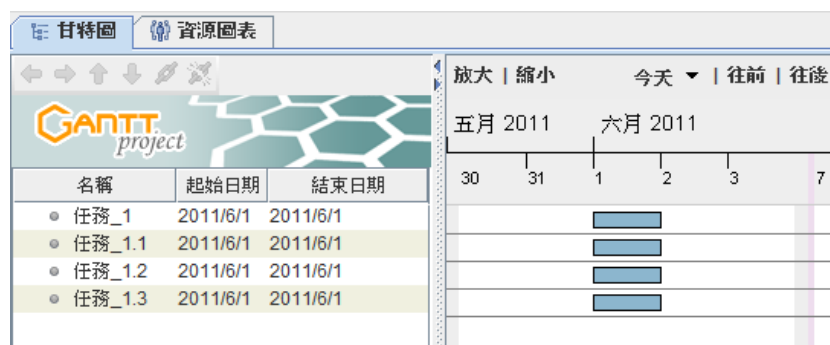 甘特圖 資源圖表
放大 | 縮小 今天 | 往前 | 往後
GANTT
project
五月 2011 六月 2011
30 31 1 2 3 7
名稱 起始日期 結束日期
任務_1 2011/6/1 2011/6/1
任務_1.1 2011/6/1 2011/6/1
任務_1.2 2011/6/1 2011/6/1
任務_1.3 2011/6/1 2011/6/1